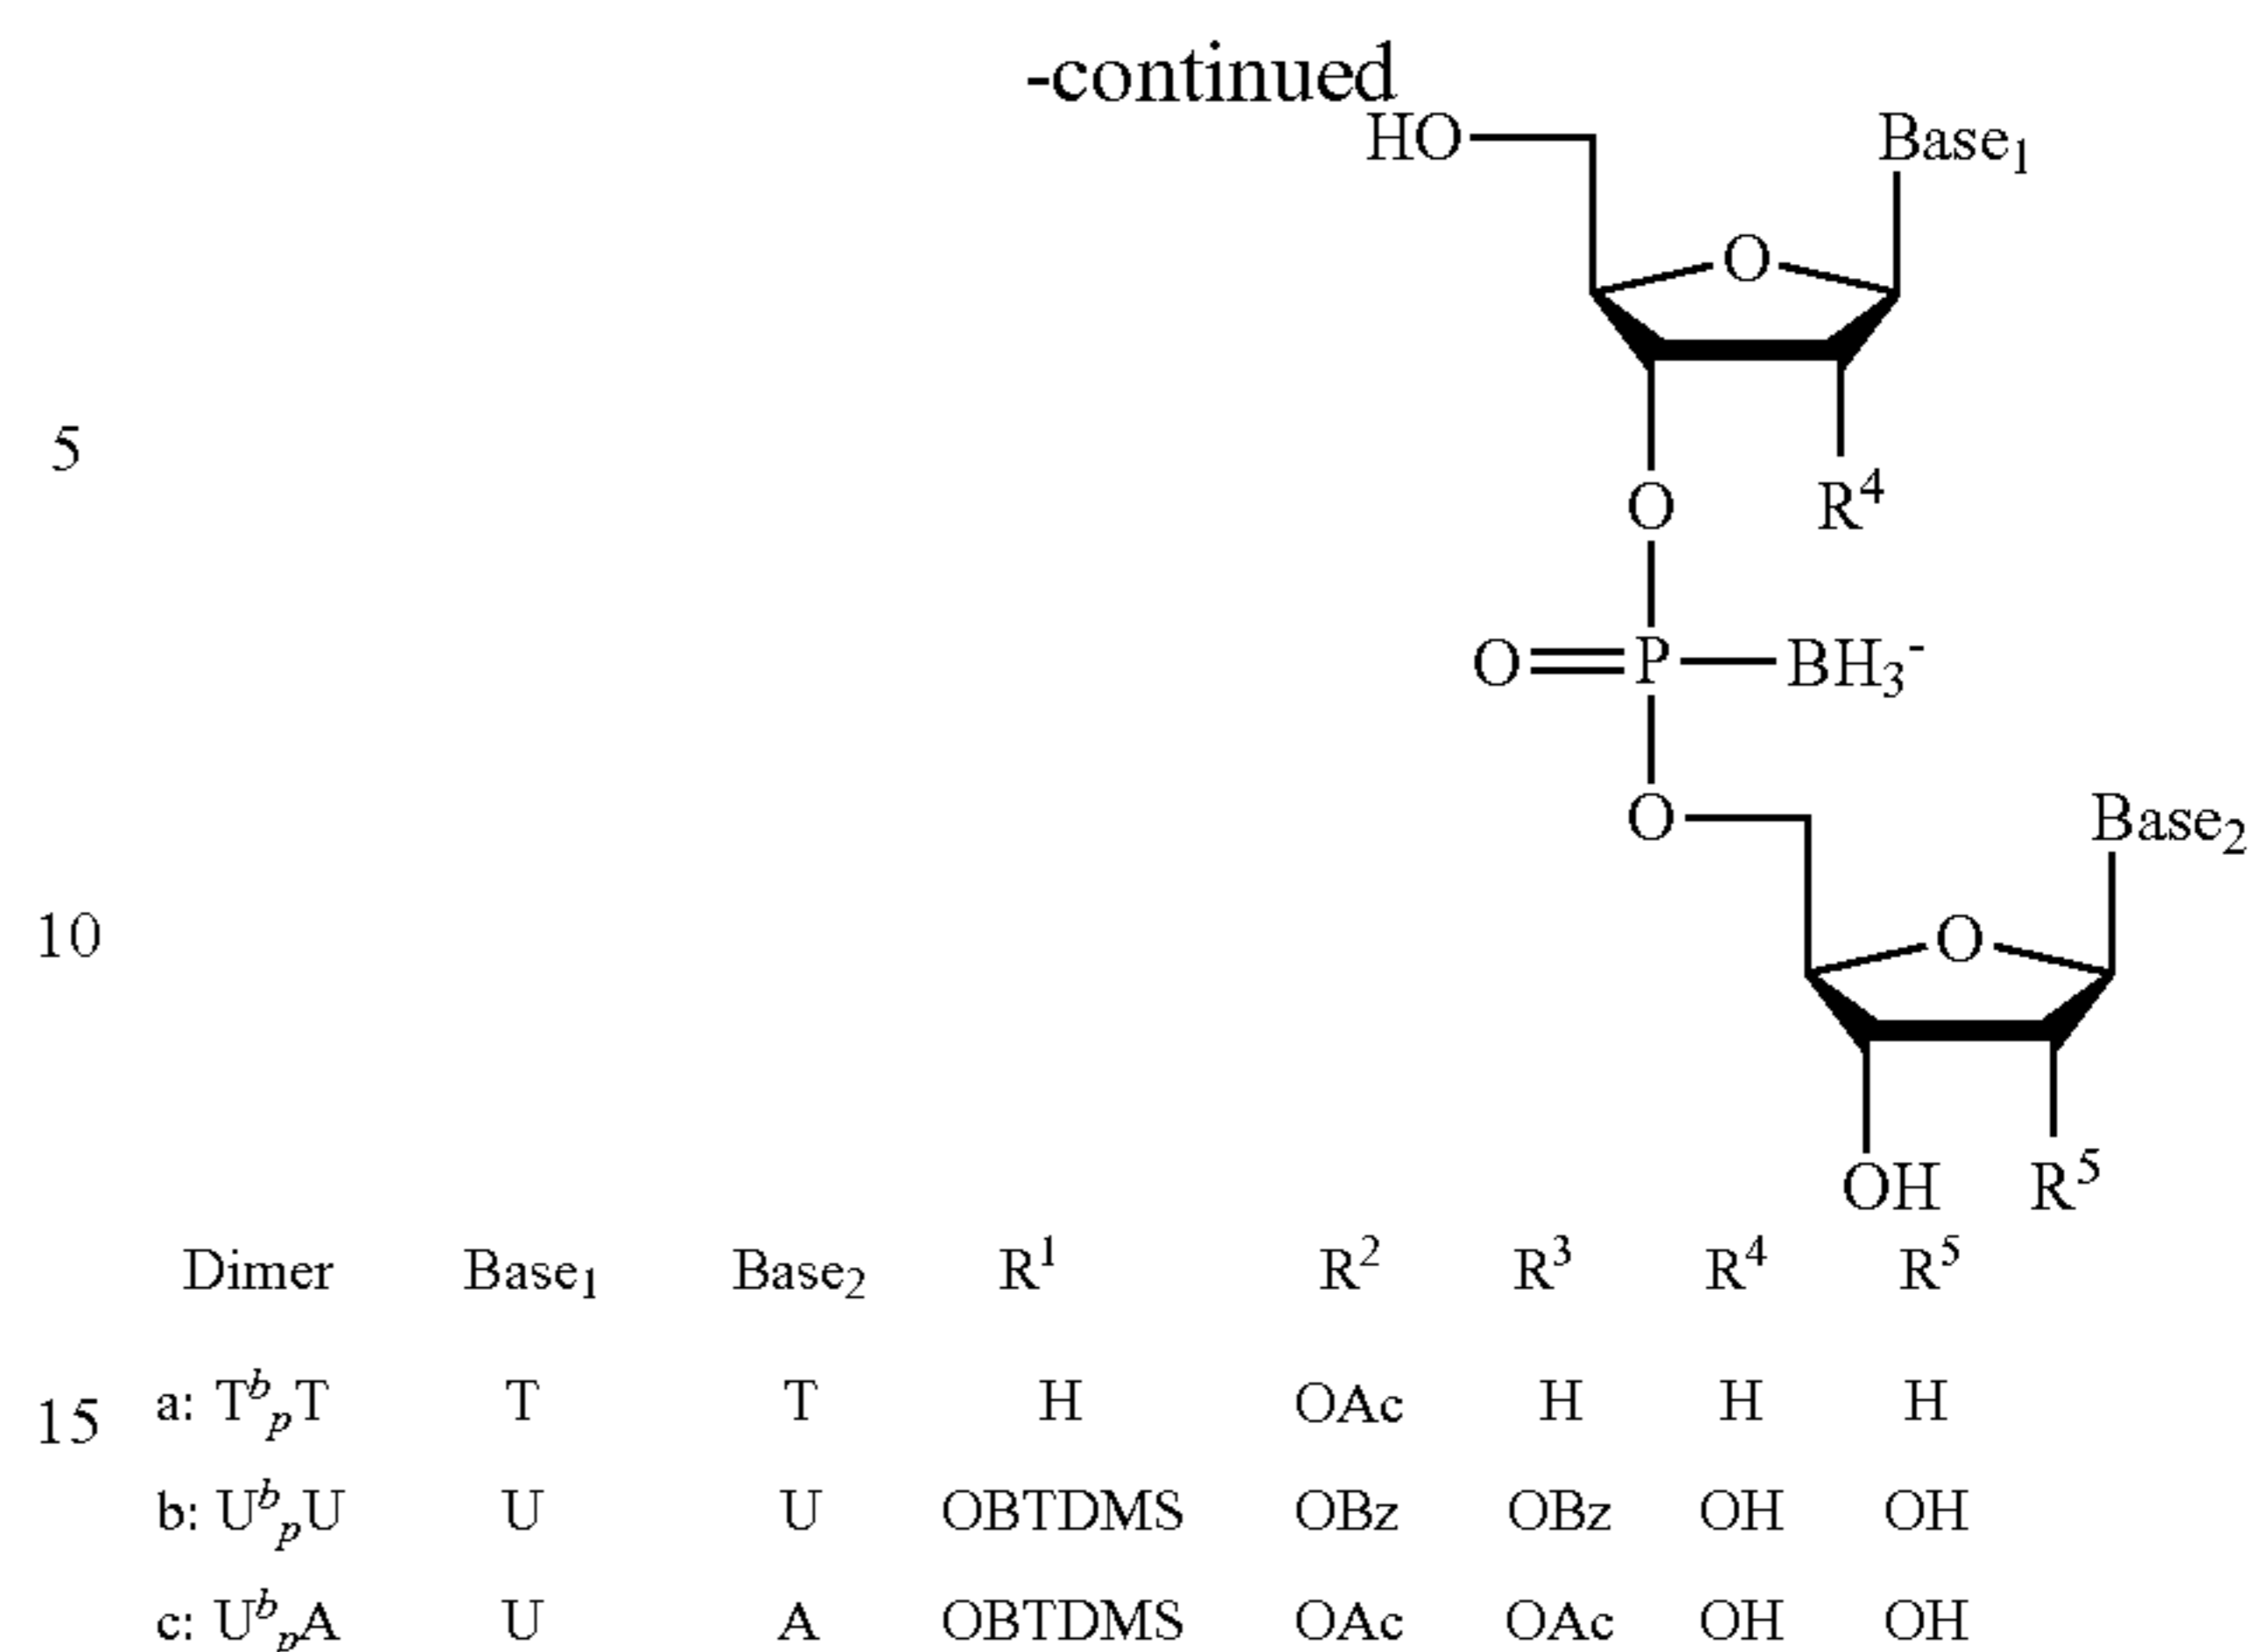 -continued
HO Base₁
O
5
O R⁴
O P BH₃⁻
O Base₂
10 O
OH R⁵
Dimer Base₁ Base₂ R¹ R² R³ R⁴ R⁵
15 a: TᵇₚT T T H OAc H H H
b: UᵇₚU U U OBTDMS OBz OBz OH OH
c: UᵇₚA U A OBTDMS OAc OAc OH OH